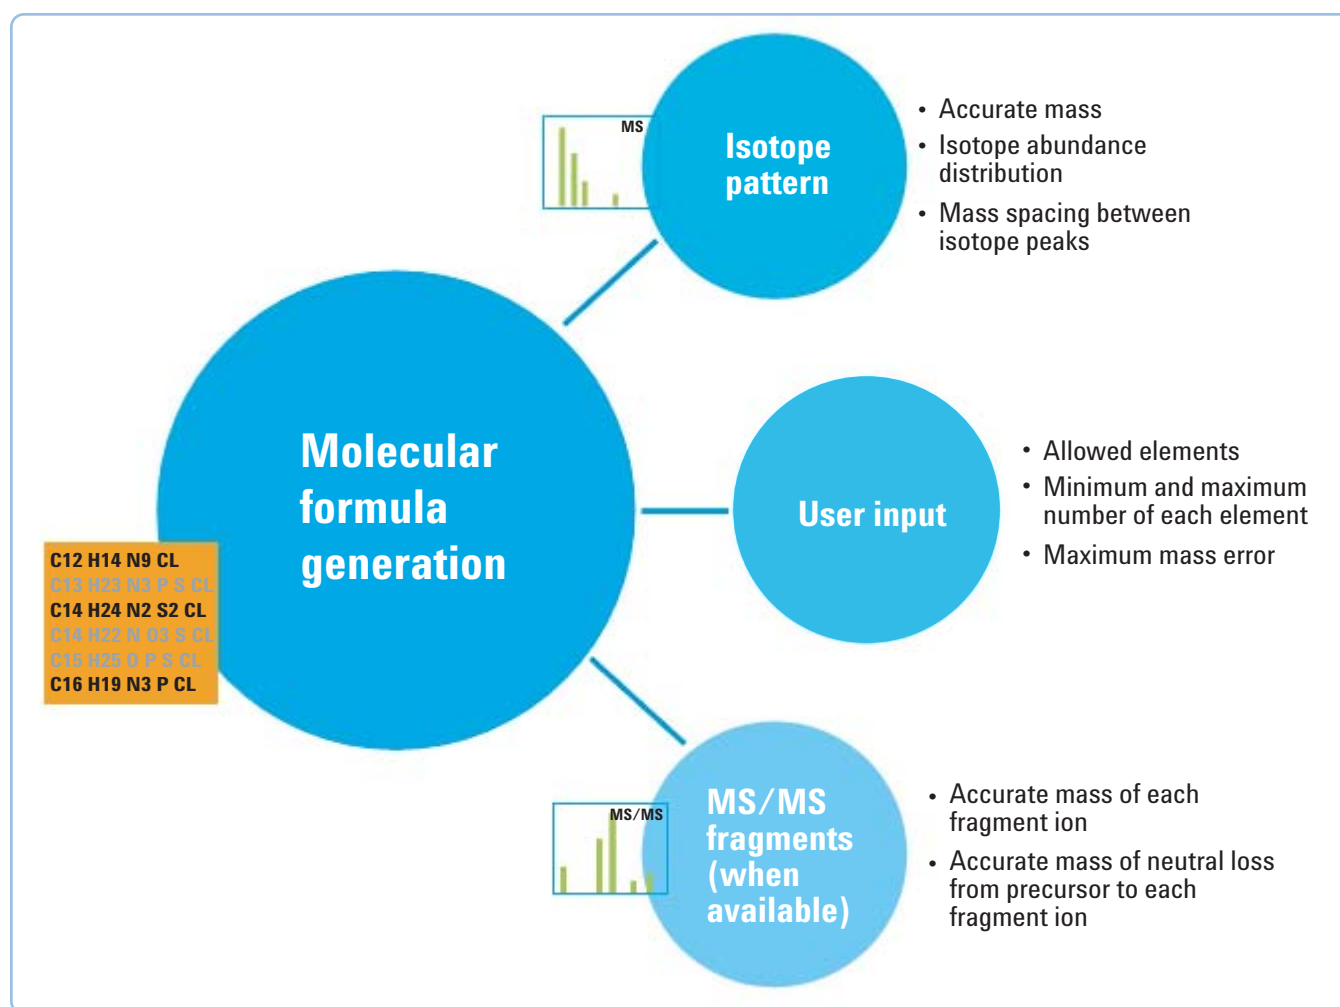 MS
Isotope
pattern
• Accurate mass
• Isotope abundance
distribution
• Mass spacing between
isotope peaks
Molecular
formula
generation
C12 H14 N9 CL
C13 H23 N3 P S CL
C14 H24 N2 S2 CL
C14 H22 N O3 S CL
C15 H25 O P S CL
C16 H19 N3 P CL
User input
• Allowed elements
• Minimum and maximum
number of each element
• Maximum mass error
MS/MS
MS/MS
fragments
(when
available)
• Accurate mass of each
fragment ion
• Accurate mass of neutral loss
from precursor to each
fragment ion